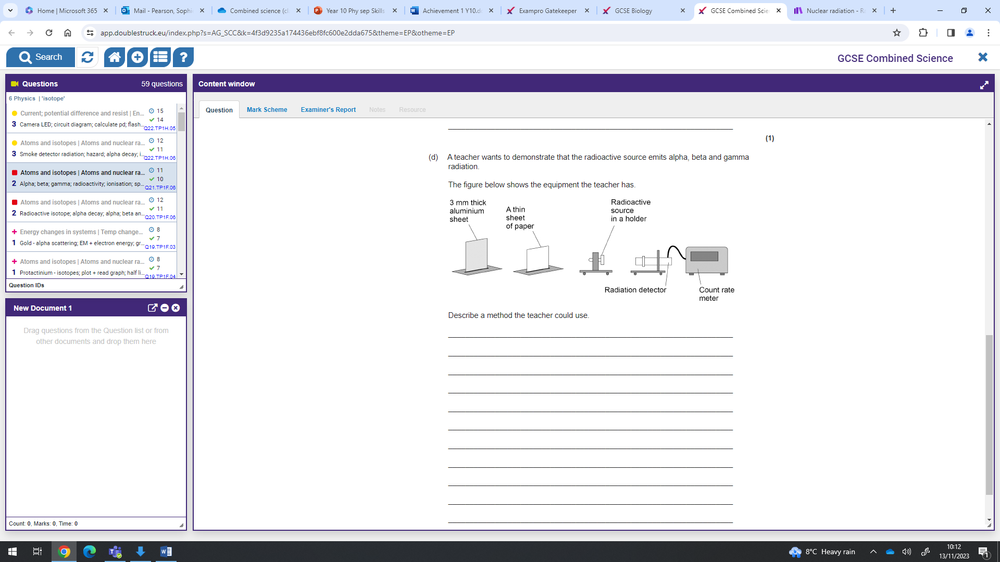 Home | Microsoft 365
Mail - Pearson, Sophi
Combined science (cl
Year 10 Phy sep Skills
Achievement 1 Y10.d
Exampro Gatekeeper
GCSE Biology
GCSE Combined Scie
Nuclear radiation - R
app.doublestruck.eu/index.php?s=AG_SCC&k=4f3d9235a174436ebf8fc600e2dda675&theme=EP&otheme=EP
Search
?
GCSE Combined Science
Questions 59 questions
6 Physics | 'isotope'
Current; potential difference and resist | En... 15
14
3 Camera LED; circuit diagram; calculate pd; flash...
Q22.TP1H.05
Atoms and isotopes | Atoms and nuclear ra... 12
11
3 Smoke detector radiation; hazard; alpha decay; i...
Q22.TP1H.06
Atoms and isotopes | Atoms and nuclear ra... 11
10
2 Alpha; beta; gamma; radioactivity; ionisation; sp...
Q21.TP1F.06
Atoms and isotopes | Atoms and nuclear ra... 12
11
2 Radioactive isotope; alpha decay; alpha; beta an...
Q20.TP1F.06
Energy changes in systems | Temp change... 8
7
1 Gold - alpha scattering; EM + electron energy; gr...
Q19.TP1F.03
Atoms and isotopes | Atoms and nuclear ra... 8
7
1 Protactinium - isotopes; plot + read graph; half li...
Q19.TP1F.04
Question IDs
New Document 1
Drag questions from the Question list or from
other documents and drop them here
Count: 0, Marks: 0, Time: 0
Content window
Question Mark Scheme Examiner's Report Notes Resource
(1)
(d) A teacher wants to demonstrate that the radioactive source emits alpha, beta and gamma
radiation.
The figure below shows the equipment the teacher has.
3 mm thick
aluminium
sheet
A thin
sheet
of paper
Radioactive
source
in a holder
Radiation detector
Count rate
meter
Describe a method the teacher could use.
8°C Heavy rain
10:12
13/11/2023
1